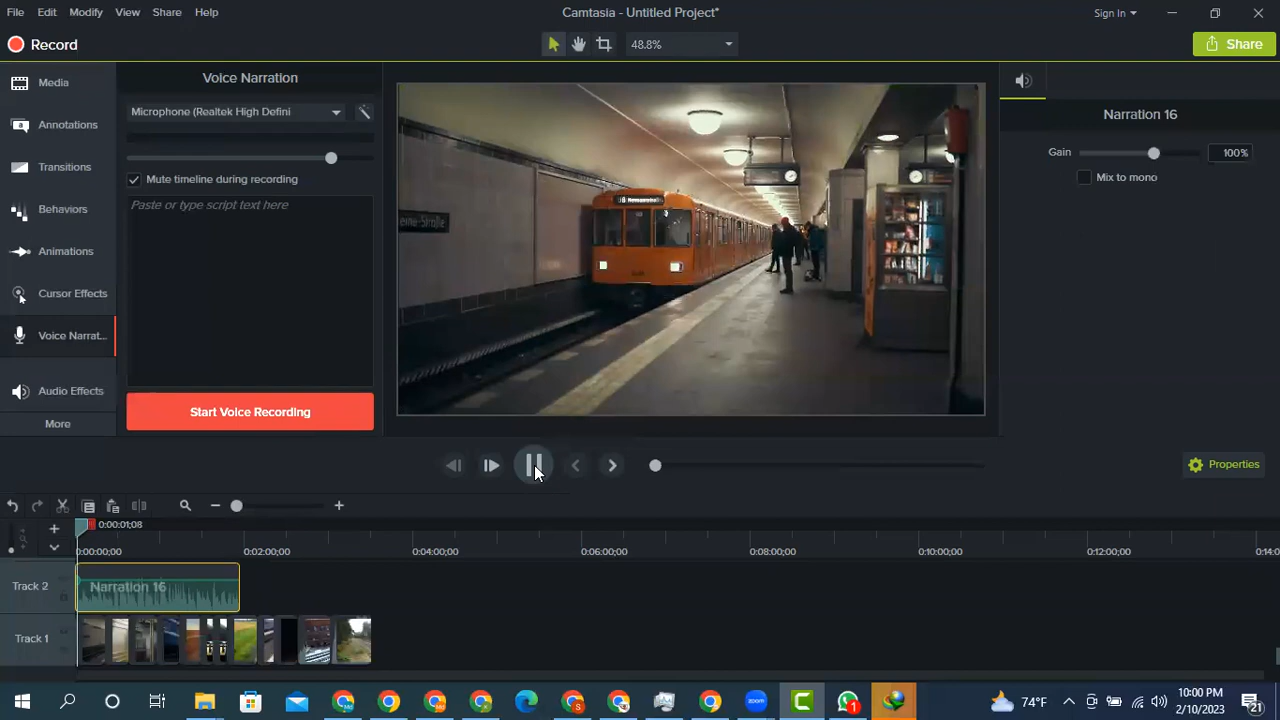 File Edit Modify View Share Help
Camtasia - Untitled Project*
Sign In
Record
48.8%
Share
Media
Annotations
Transitions
Behaviors
Animations
Cursor Effects
Voice Narrat...
Audio Effects
More
Voice Narration
Microphone (Realtek High Defini
Mute timeline during recording
Paste or type script text here
Start Voice Recording
Narration 16
Gain
100%
Mix to mono
Properties
0:00:01;08
0:00:00;00 0:02:00;00 0:04:00;00 0:06:00;00 0:08:00;00 0:10:00;00 0:12:00;00
Track 2
Narration 16
Track 1
74°F
10:00 PM
2/10/2023
21